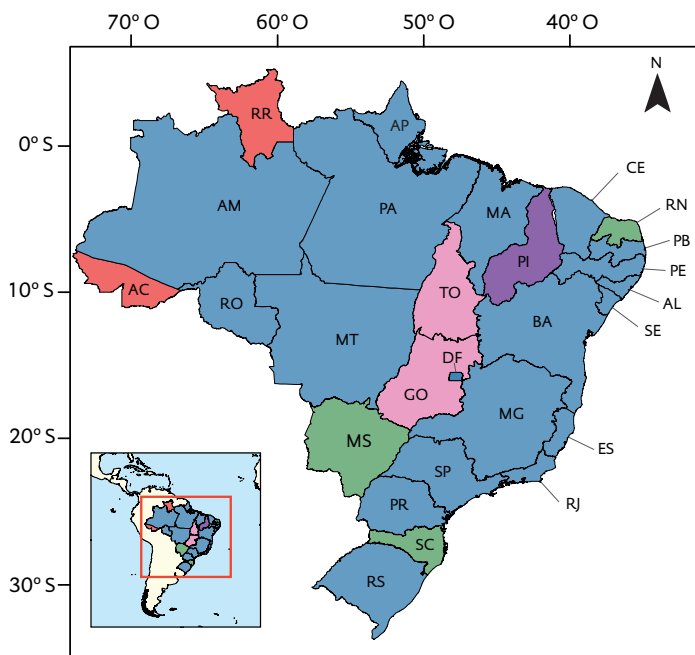 70° O 60° O 50° O 40° O
N
0° S
10° S
20° S
30° S
RR
AP
CE
RN
AM
PA
MA
PB
PI
PE
AC
TO
AL
RO
BA
SE
MT
DF
GO
MG
MS
ES
SP
RJ
PR
SC
RS